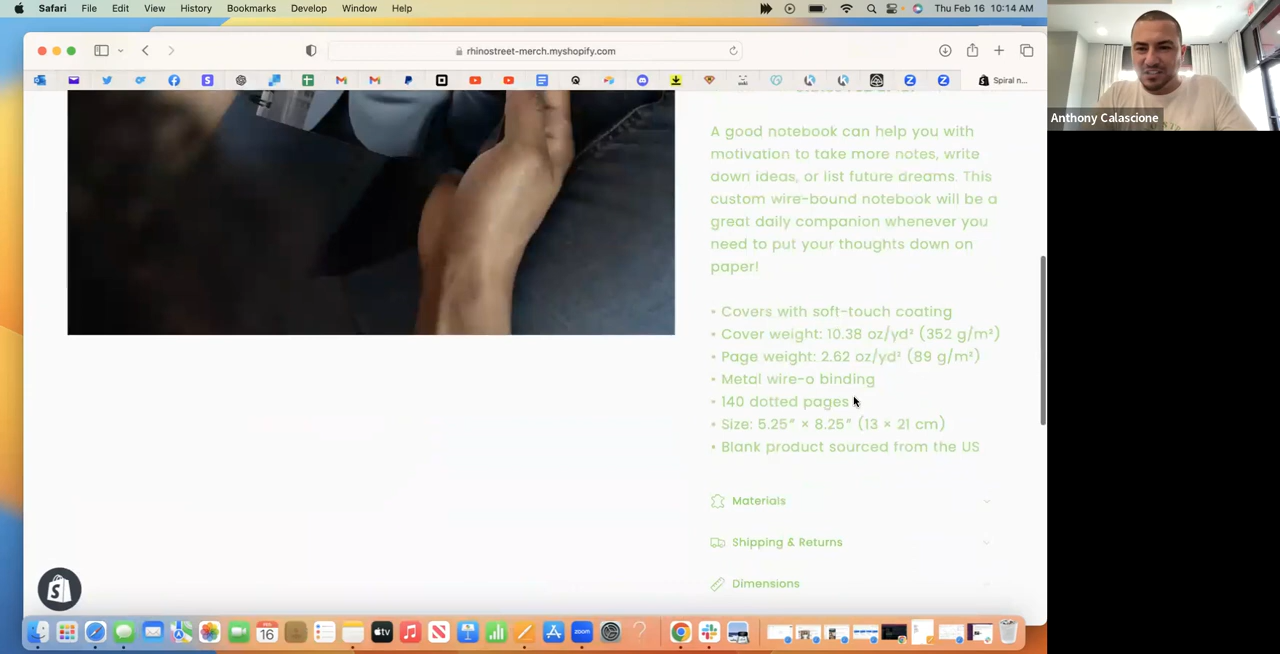 Safari File Edit View History Bookmarks Develop Window Help Thu Feb 16 10:14 AM
rhinostreet-merch.myshopify.com
Spiral n...
Anthony Calascione
A good notebook can help you with
motivation to take more notes, write
down ideas, or list future dreams. This
custom wire-bound notebook will be a
great daily companion whenever you
need to put your thoughts down on
paper!
• Covers with soft-touch coating
• Cover weight: 10.38 oz/yd² (352 g/m²)
• Page weight: 2.62 oz/yd² (89 g/m²)
• Metal wire-o binding
• 140 dotted pages
• Size: 5.25″ × 8.25″ (13 × 21 cm)
• Blank product sourced from the US
Materials
Shipping & Returns
Dimensions
16
tv
zoom